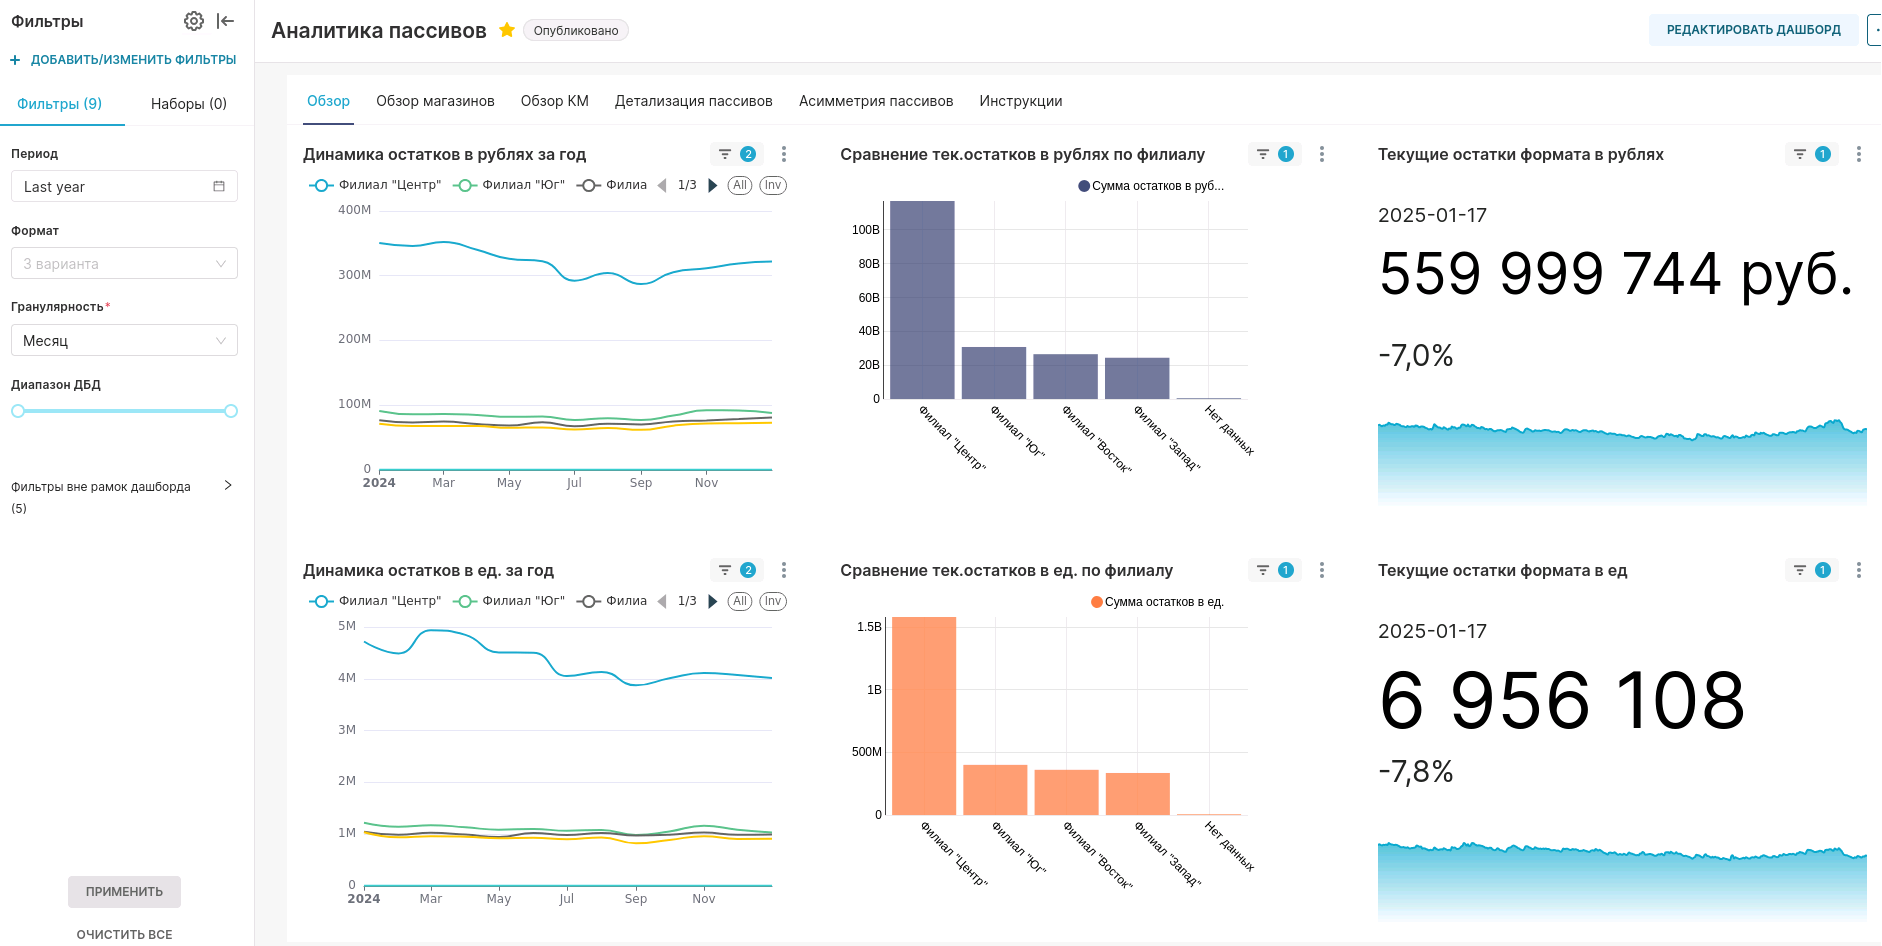 Фильтры
ДОБАВИТЬ/ИЗМЕНИТЬ ФИЛЬТРЫ
Фильтры (9)
Наборы (0)
Период
Last year
Формат
3 варианта
Гранулярность*
Месяц
Диапазон ДБД
Фильтры вне рамок дашборда
(5)
ПРИМЕНИТЬ
ОЧИСТИТЬ ВСЕ
Аналитика пассивов
Опубликовано
РЕДАКТИРОВАТЬ ДАШБОРД
Обзор
Обзор магазинов
Обзор КМ
Детализация пассивов
Асимметрия пассивов
Инструкции
Динамика остатков в рублях за год
2
Филиал "Центр"
Филиал "Юг"
Филиа
1/3
All
Inv
400M
300M
200M
100M
0
2024
Mar
May
Jul
Sep
Nov
Сравнение тек.остатков в рублях по филиалу
1
Сумма остатков в руб...
100B
80B
60B
40B
20B
0
Филиал "Центр"
Филиал "Юг"
Филиал "Восток"
Филиал "Запад"
Нет данных
Текущие остатки формата в рублях
1
2025-01-17
559 999 744 руб.
-7,0%
Динамика остатков в ед. за год
2
Филиал "Центр"
Филиал "Юг"
Филиа
1/3
All
Inv
5M
4M
3M
2M
1M
0
2024
Mar
May
Jul
Sep
Nov
Сравнение тек.остатков в ед. по филиалу
1
Сумма остатков в ед.
1.5B
1B
500M
0
Филиал "Центр"
Филиал "Юг"
Филиал "Восток"
Филиал "Запад"
Нет данных
Текущие остатки формата в ед
1
2025-01-17
6 956 108
-7,8%